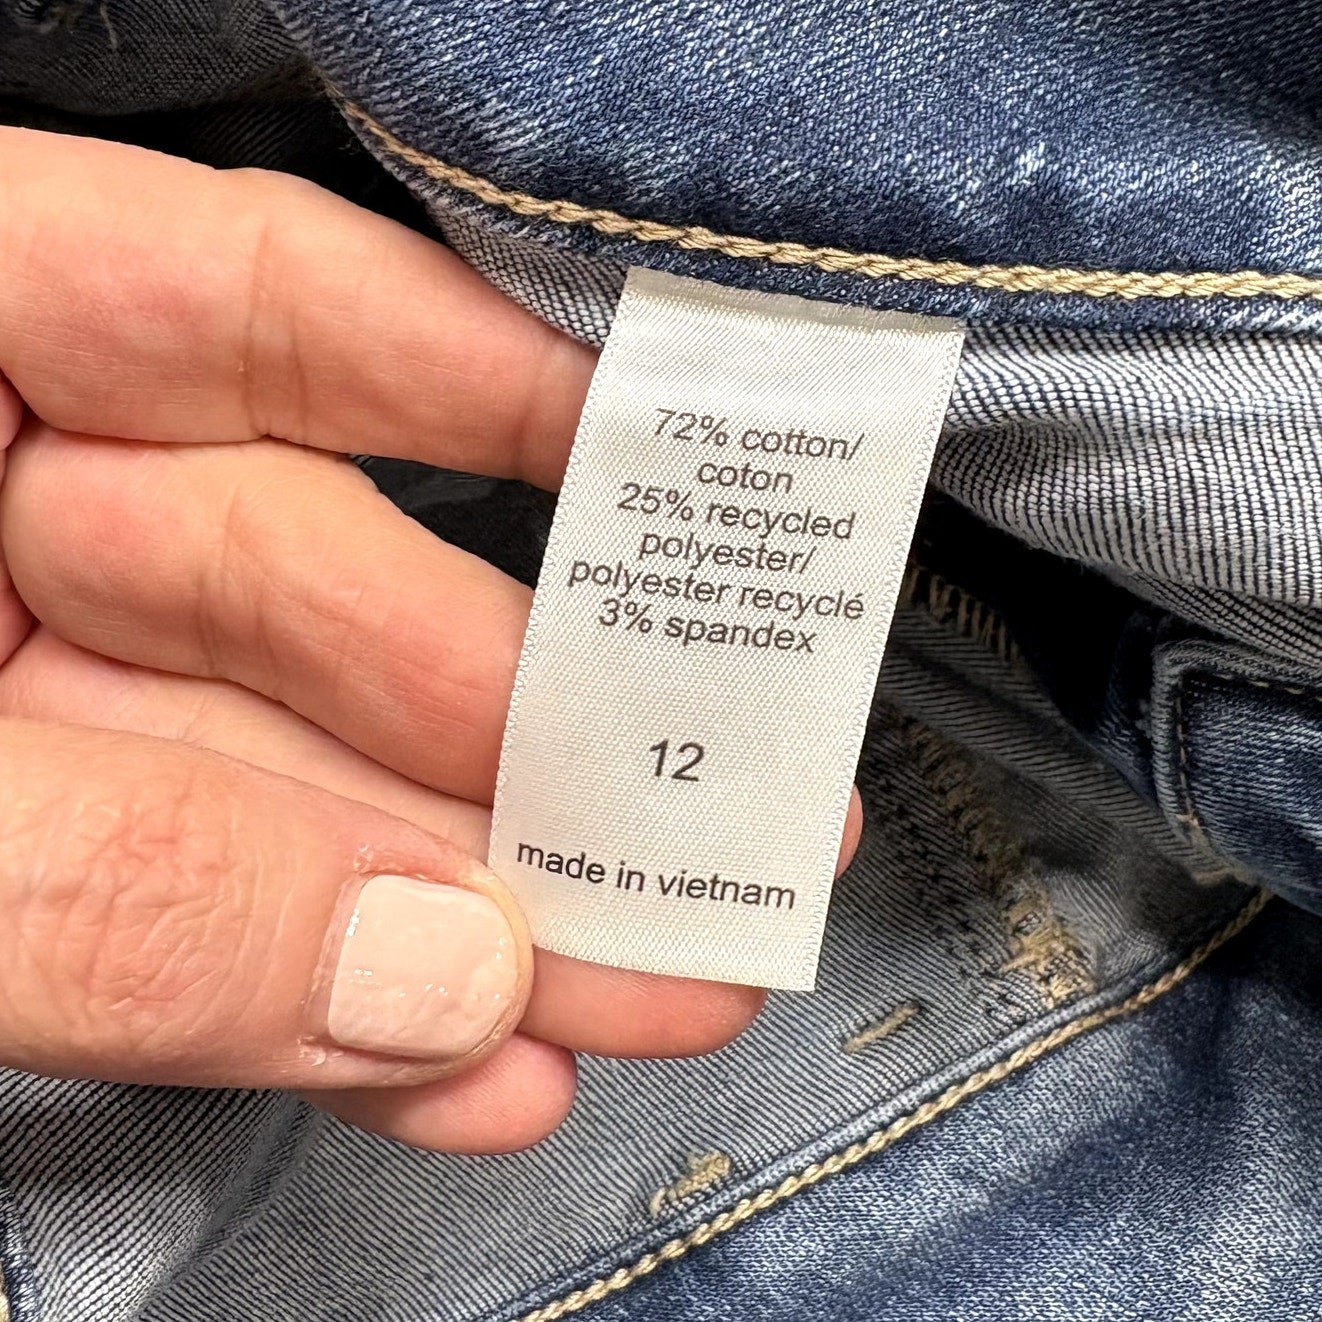 72% cotton/
coton
25% recycled
polyester/
polyester recyclé
3% spandex
12
made in vietnam